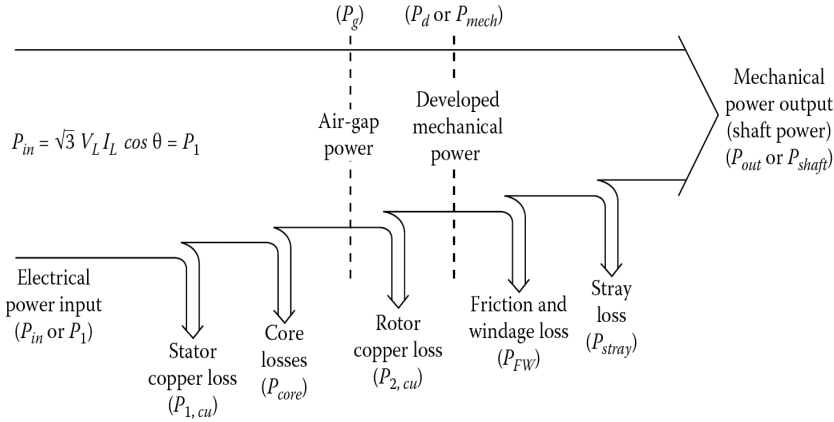 (P_g)
(P_d or P_mech)
Mechanical
power output
(shaft power)
(P_out or P_shaft)
Developed
mechanical
power
Air-gap
power
P_in = √3 V_L I_L cos θ = P_1
Electrical
power input
(P_in or P_1)
Stator
copper loss
(P_1, cu)
Core
losses
(P_core)
Rotor
copper loss
(P_2, cu)
Friction and
windage loss
(P_FW)
Stray
loss
(P_stray)